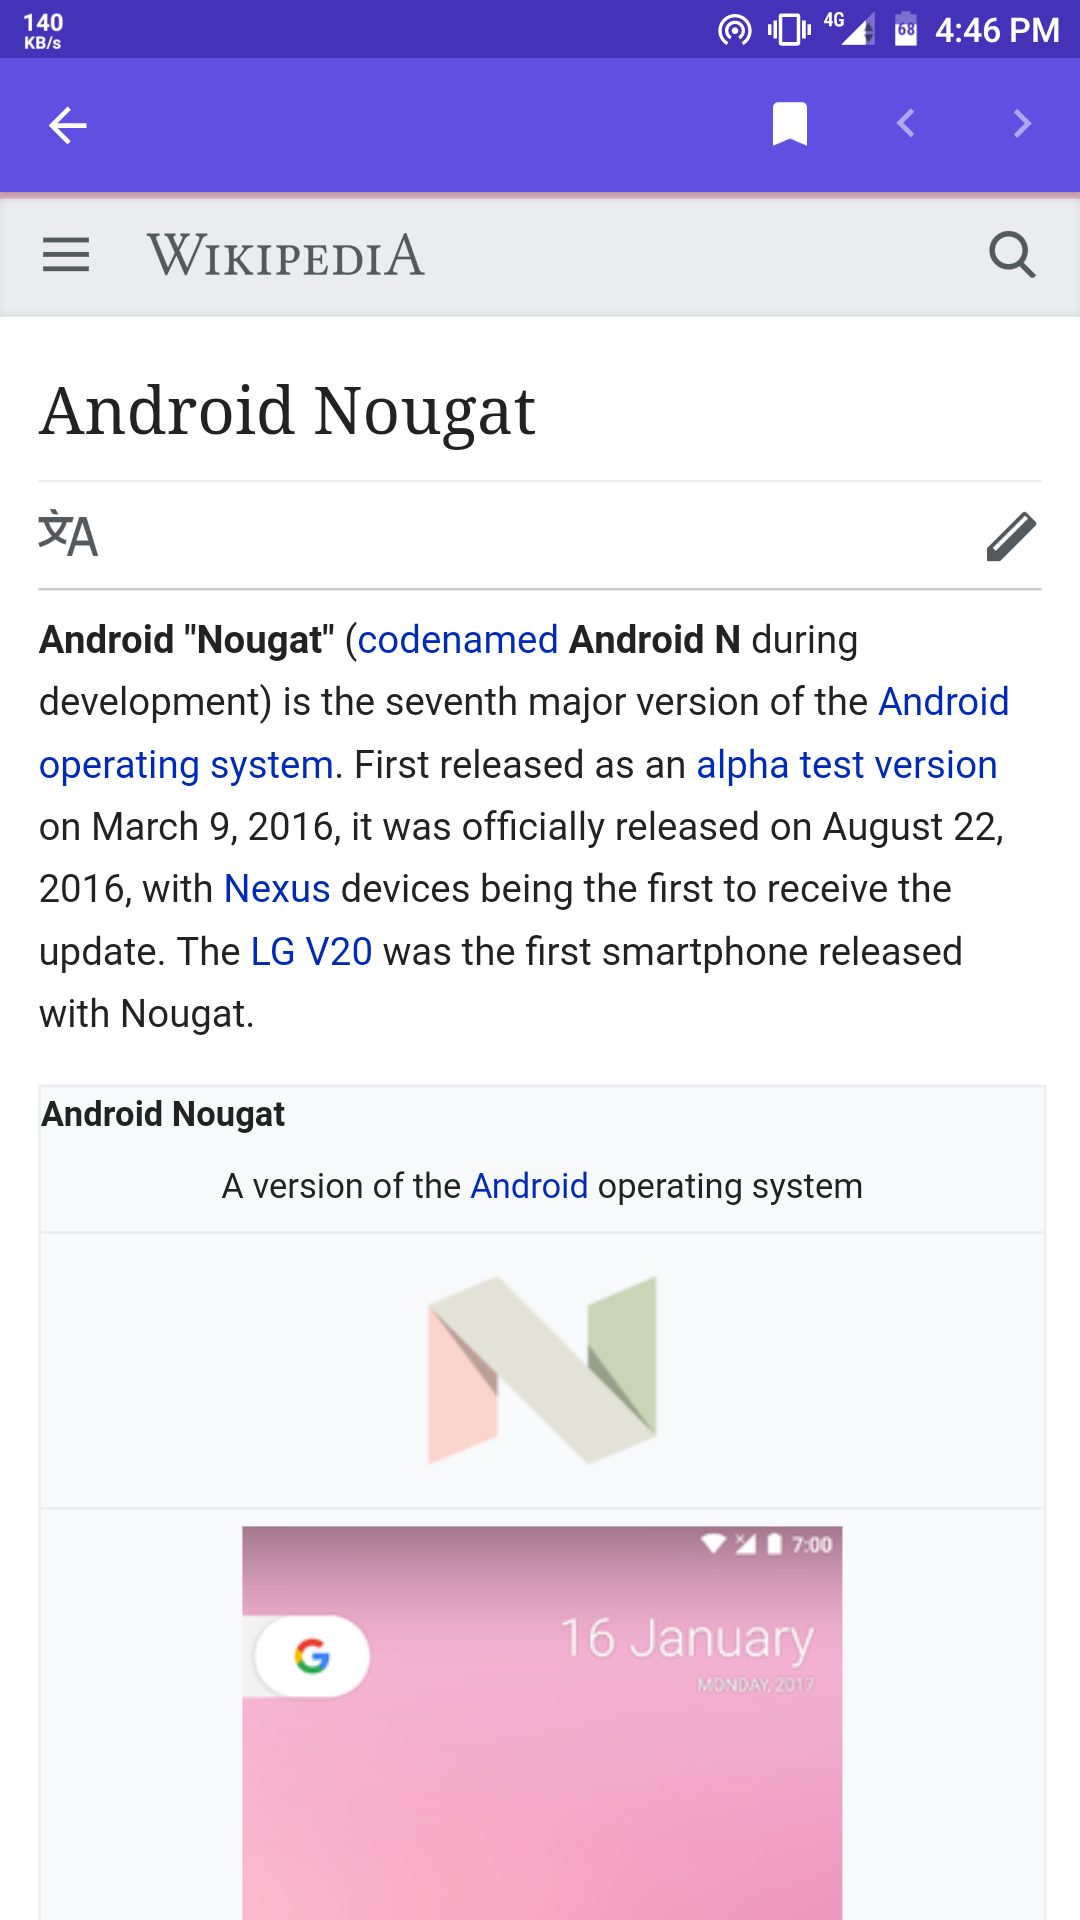 140
KB/s
4G
68
4:46 PM
WIKIPEDIA
Android Nougat
文A
Android "Nougat" (codenamed Android N during
development) is the seventh major version of the Android
operating system. First released as an alpha test version
on March 9, 2016, it was officially released on August 22,
2016, with Nexus devices being the first to receive the
update. The LG V20 was the first smartphone released
with Nougat.
Android Nougat
A version of the Android operating system
N
7:00
G
16 January
MONDAY, 2017